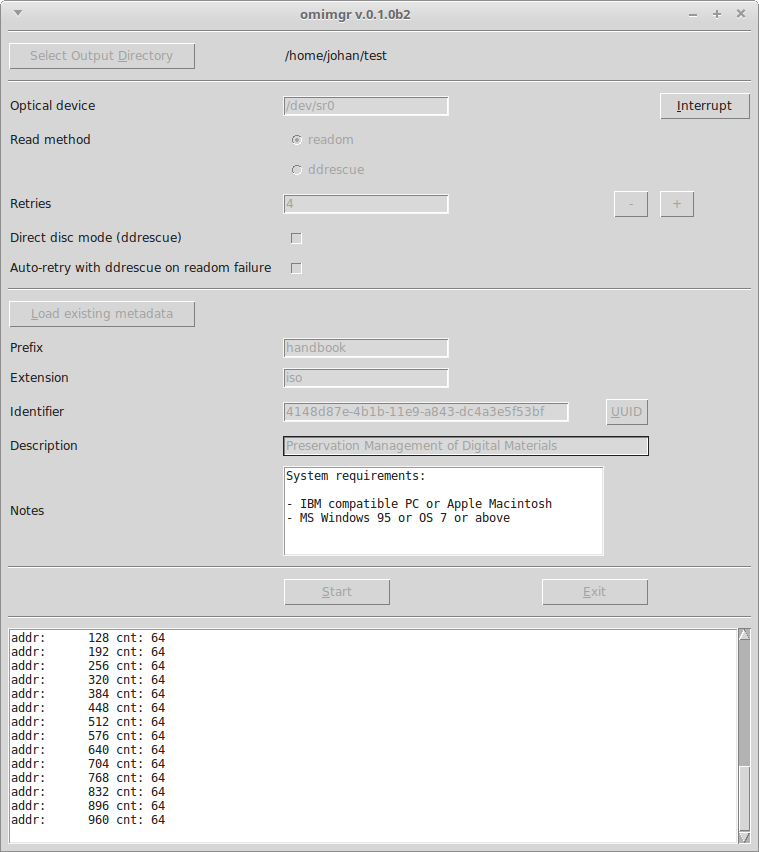 omimgr v.0.1.0b2
Select Output Directory /home/johan/test
Optical device /dev/sr0 Interrupt
Read method readom
ddrescue
Retries 4 - +
Direct disc mode (ddrescue)
Auto-retry with ddrescue on readom failure
Load existing metadata
Prefix handbook
Extension iso
Identifier 4148d87e-4b1b-11e9-a843-dc4a3e5f53bf UUID
Description Preservation Management of Digital Materials
System requirements:
- IBM compatible PC or Apple Macintosh
Notes
- MS Windows 95 or OS 7 or above
Start Exit
addr: 128 cnt: 64
addr: 192 cnt: 64
addr: 256 cnt: 64
addr: 320 cnt: 64
addr: 384 cnt: 64
addr: 448 cnt: 64
addr: 512 cnt: 64
addr: 576 cnt: 64
addr: 640 cnt: 64
addr: 704 cnt: 64
addr: 768 cnt: 64
addr: 832 cnt: 64
addr: 896 cnt: 64
addr: 960 cnt: 64